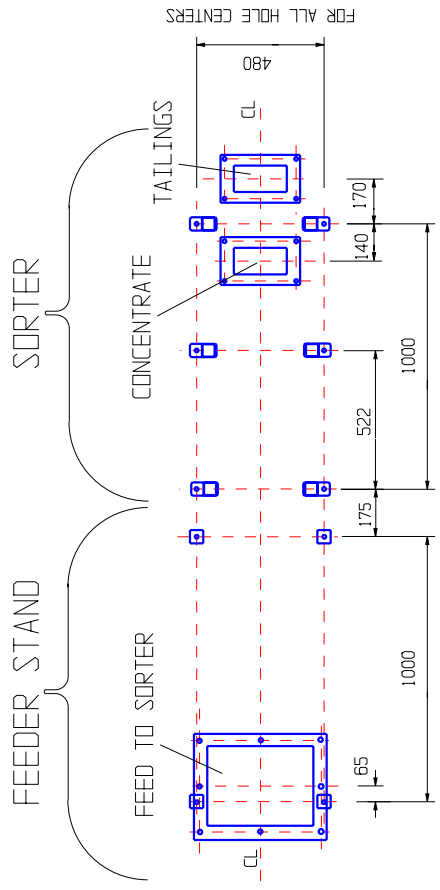 FEEDER STAND
SORTER
FEED TO SORTER
CONCENTRATE
TAILINGS
CL
CL
65
1000
175
522
1000
140
170
480
FOR ALL HOLE CENTERS